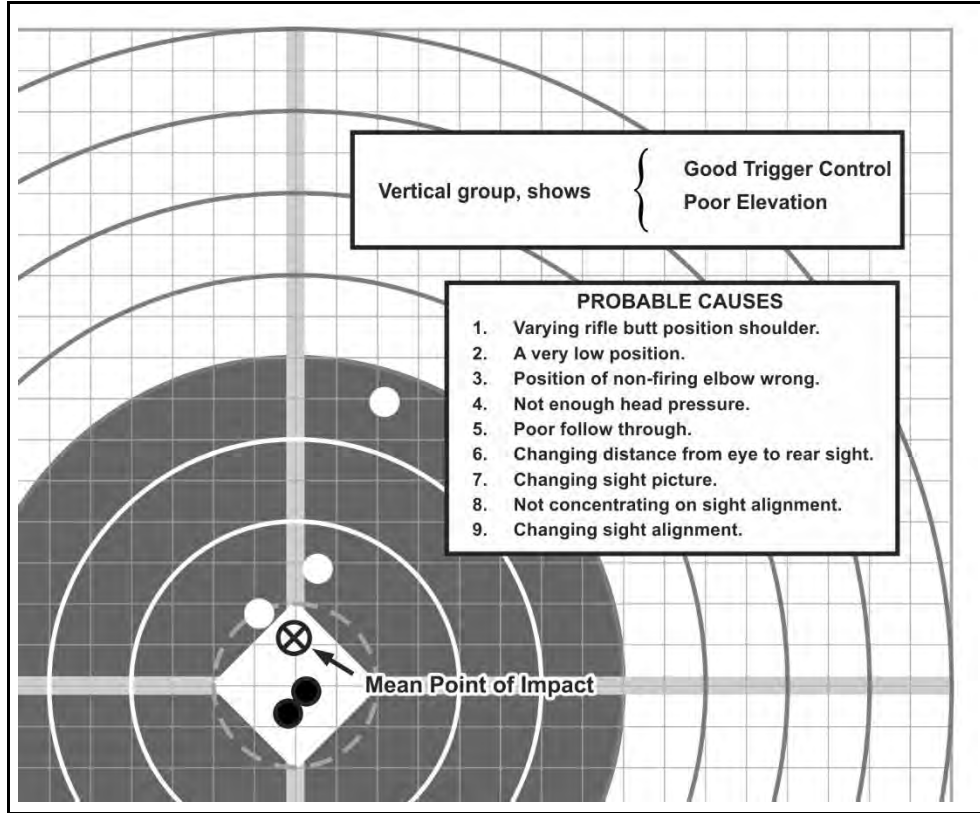 Vertical group, shows
Good Trigger Control
Poor Elevation
PROBABLE CAUSES
1. Varying rifle butt position shoulder.
2. A very low position.
3. Position of non-firing elbow wrong.
4. Not enough head pressure.
5. Poor follow through.
6. Changing distance from eye to rear sight.
7. Changing sight picture.
8. Not concentrating on sight alignment.
9. Changing sight alignment.
Mean Point of Impact